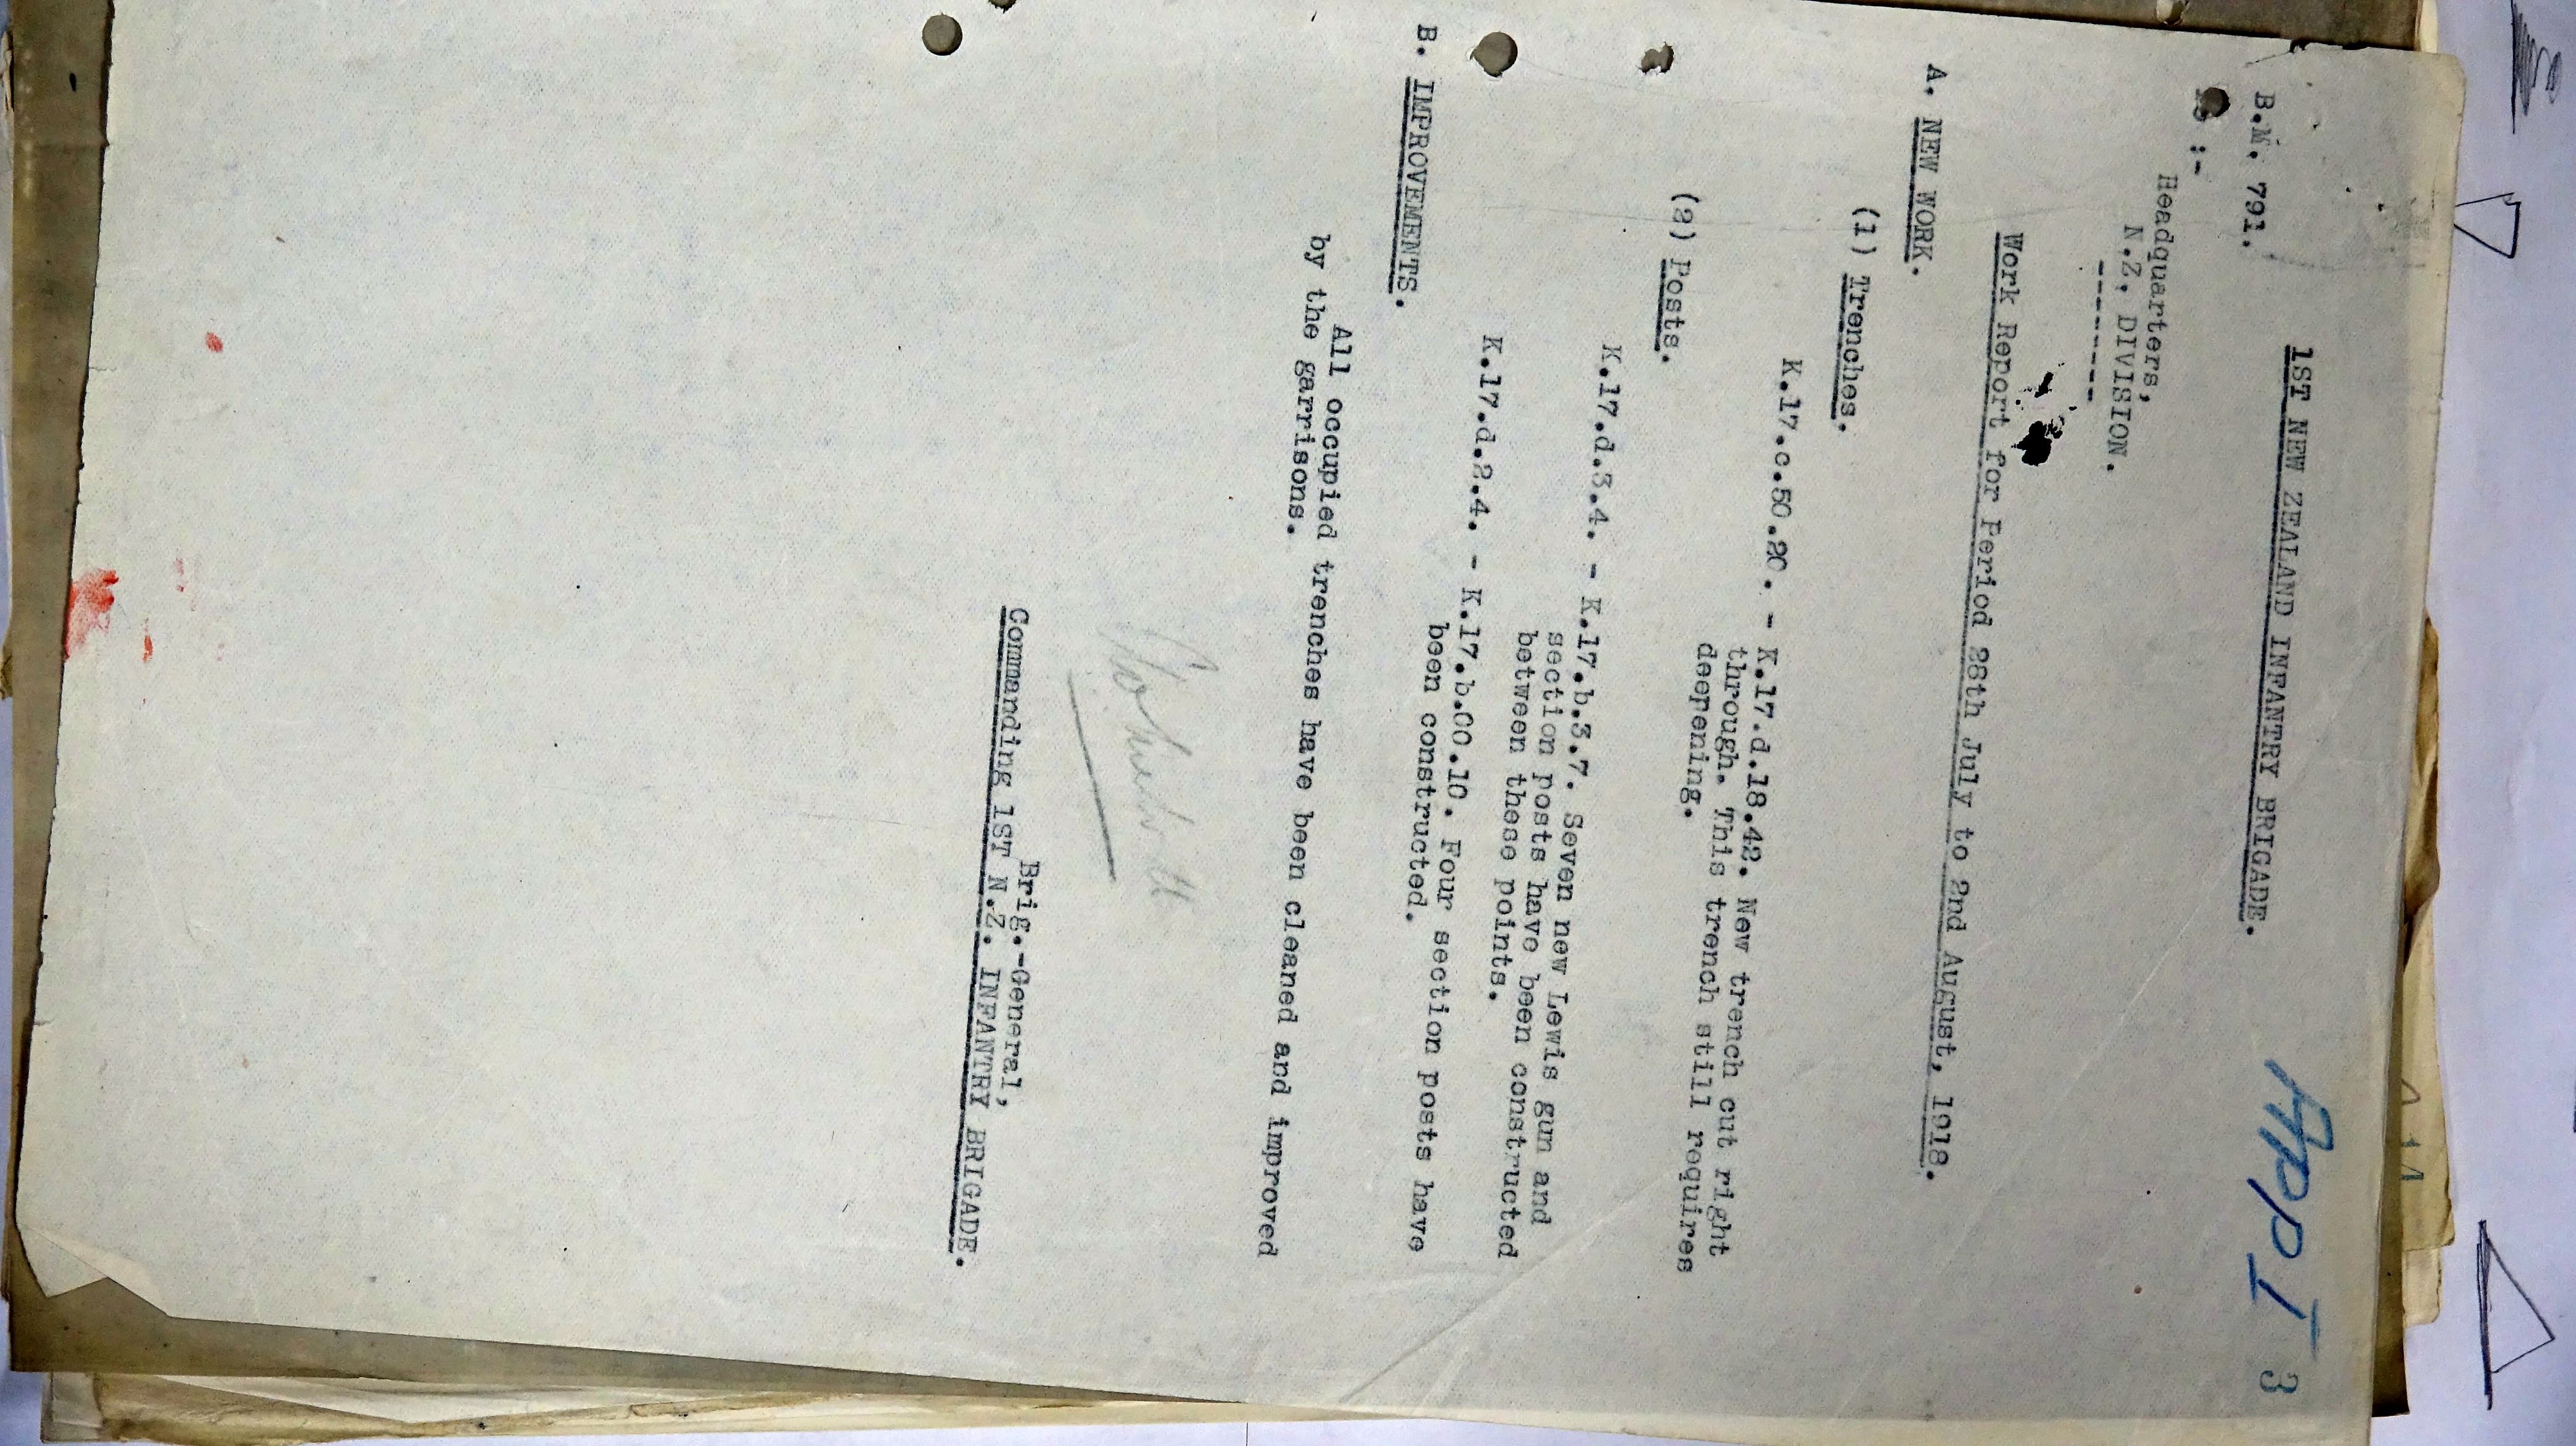 APP I 3
1ST NEW ZEALAND INFANTRY BRIGADE.
B.M. 791.
:-
Headquarters,
N.Z. DIVISION.
---------
Work Report for Period 28th July to 2nd August, 1918.
A. NEW WORK.
(1) Trenches.
K.17.c.50.20. - K.17.d.18.42. New trench cut right
through. This trench still requires
deepening.
(2) Posts.
K.17.d.3.4. - K.17.b.3.7. Seven new Lewis gun and
section posts have been constructed
between these points.
K.17.d.2.4. - K.17.b.00.10. Four section posts have
been constructed.
B. IMPROVEMENTS.
All occupied trenches have been cleaned and improved
by the garrisons.
Brig.-General,
Commanding 1ST N.Z. INFANTRY BRIGADE.